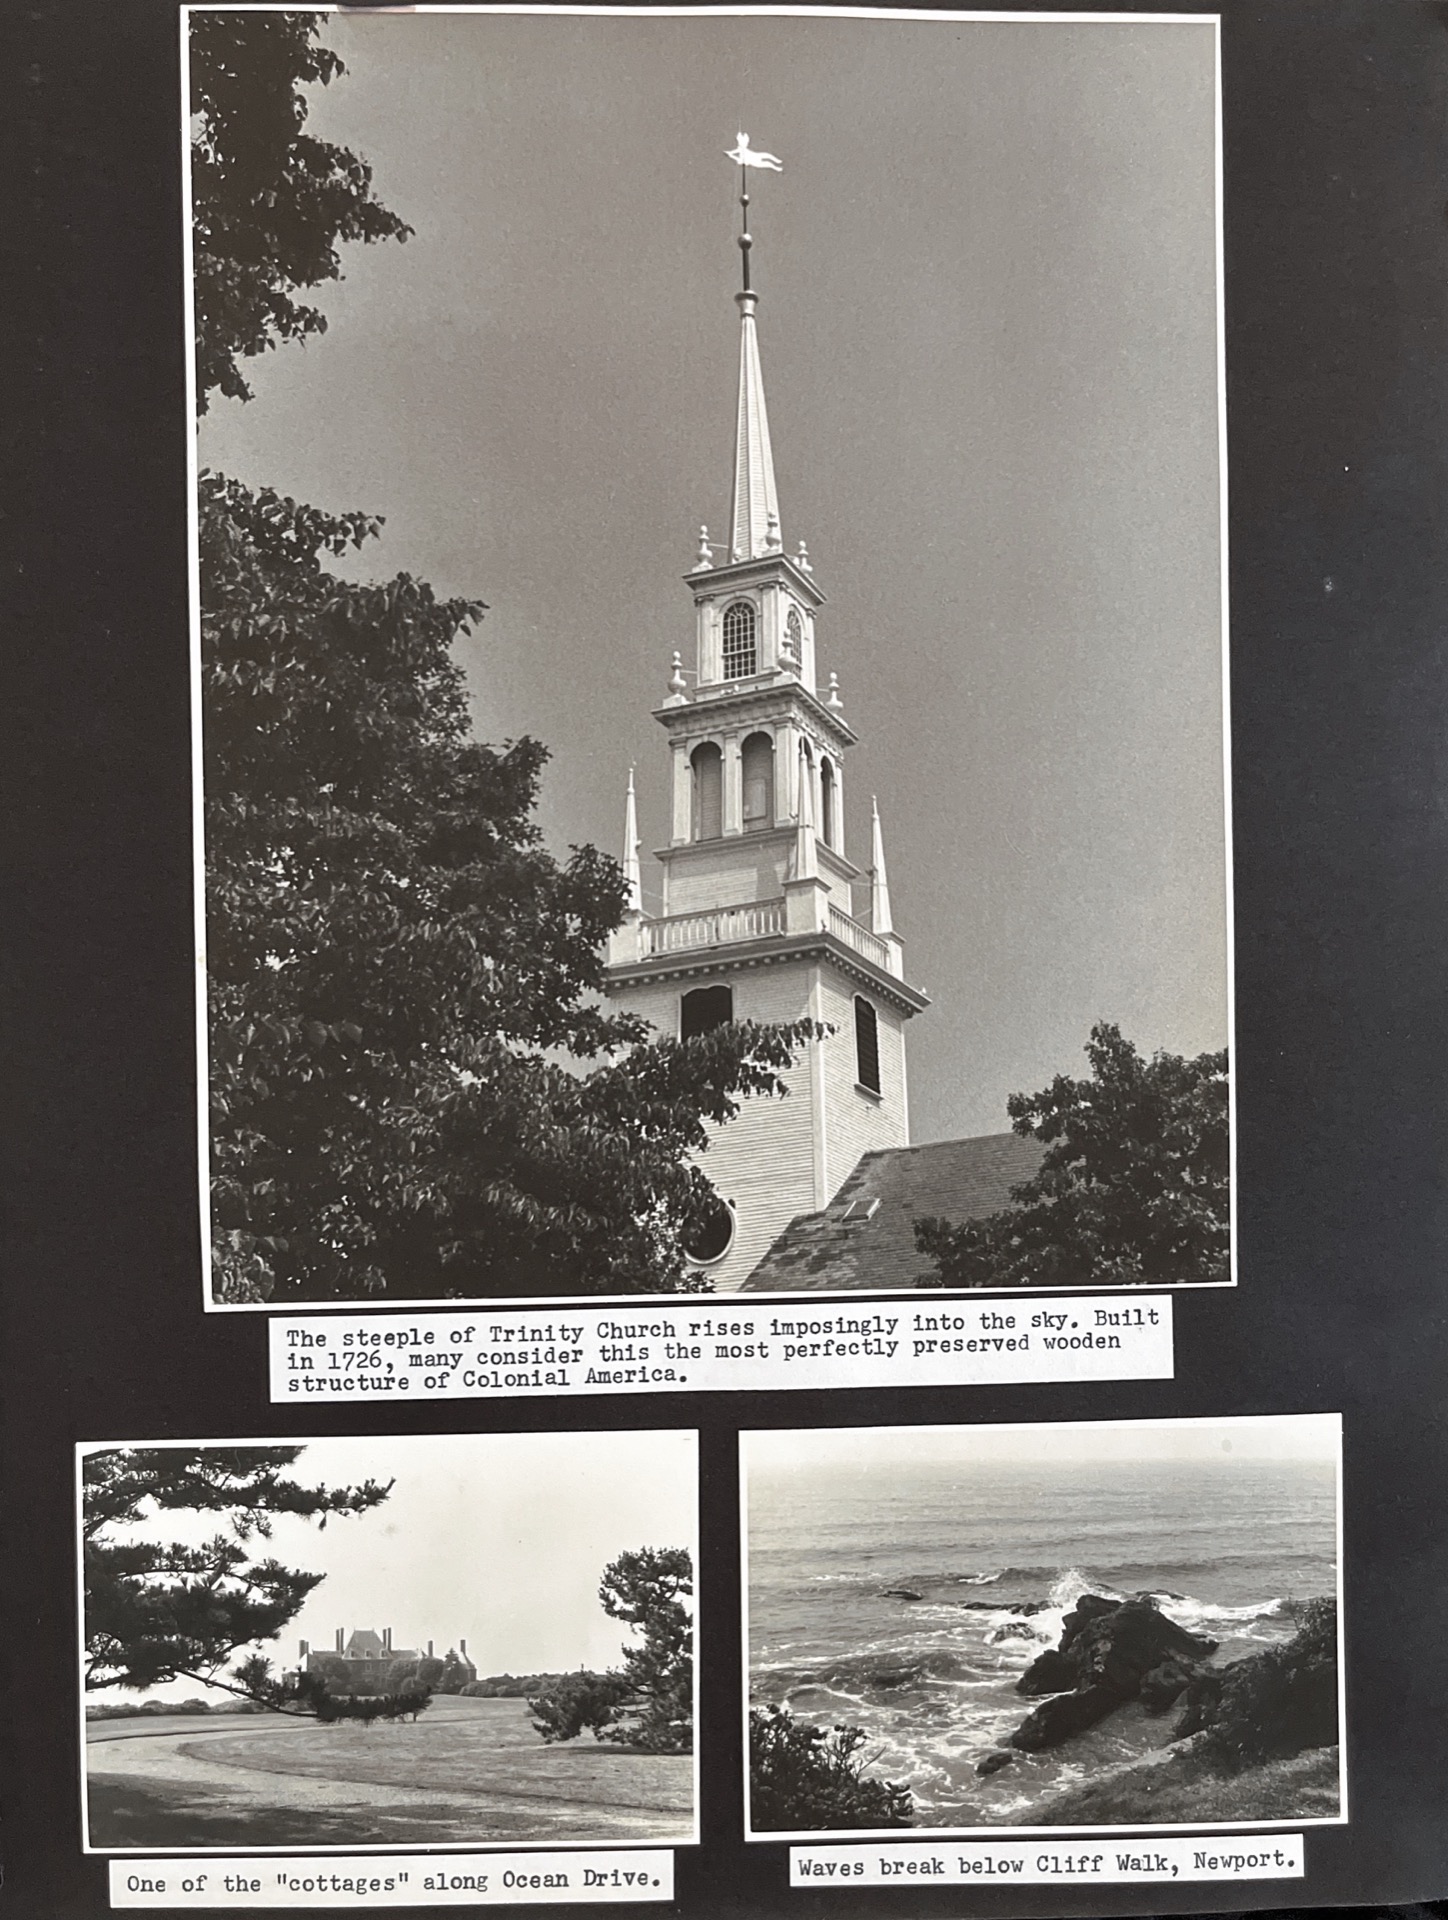 The steeple of Trinity Church rises imposingly into the sky. Built
in 1726, many consider this the most perfectly preserved wooden
structure of Colonial America.
One of the "cottages" along Ocean Drive.
Waves break below Cliff Walk, Newport.